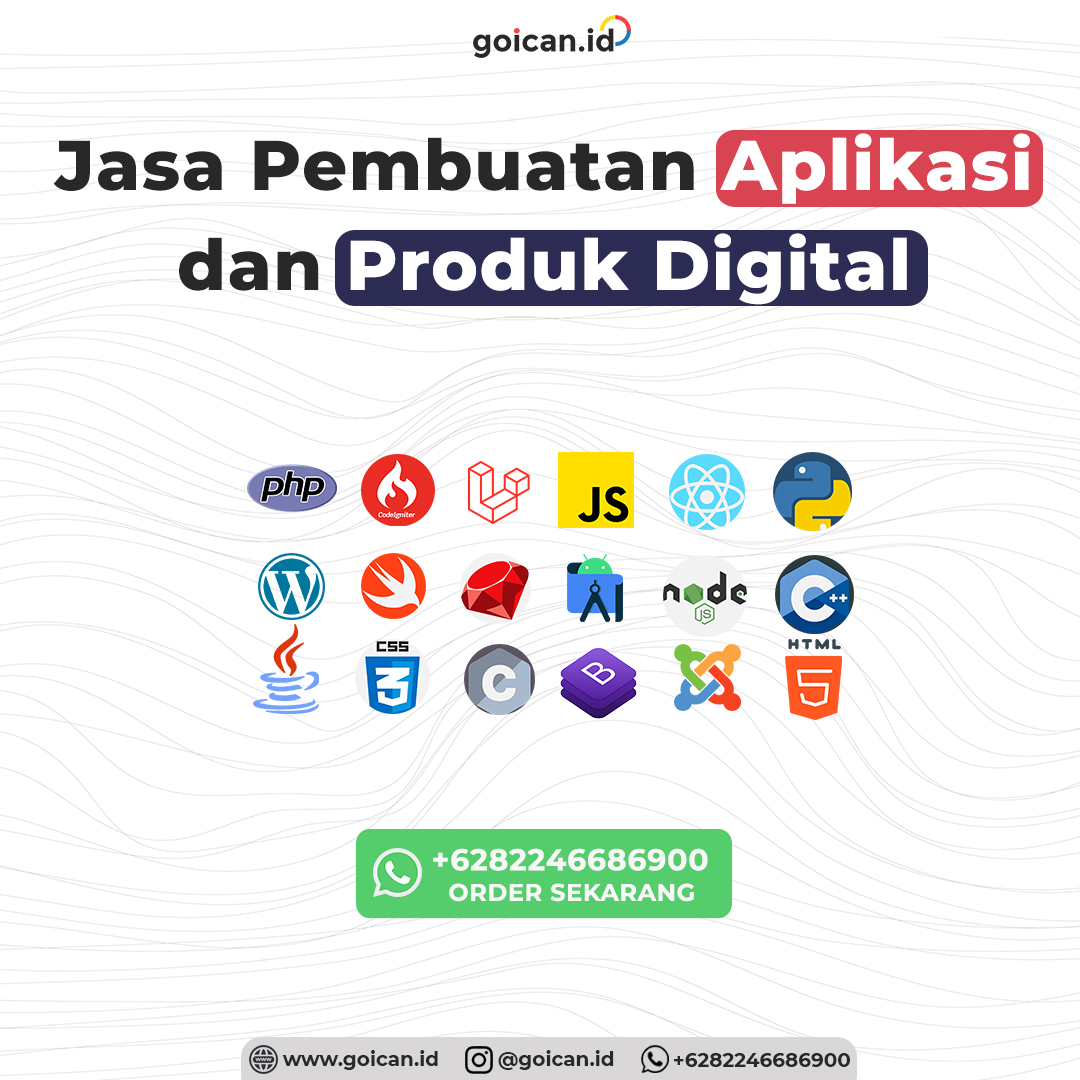 goican.id
Jasa Pembuatan Aplikasi
dan Produk Digital
php
CodeIgniter
JS
node
JS
C++
CSS
3
C
B
HTML
5
+6282246686900
ORDER SEKARANG
www.goican.id @goican.id +6282246686900